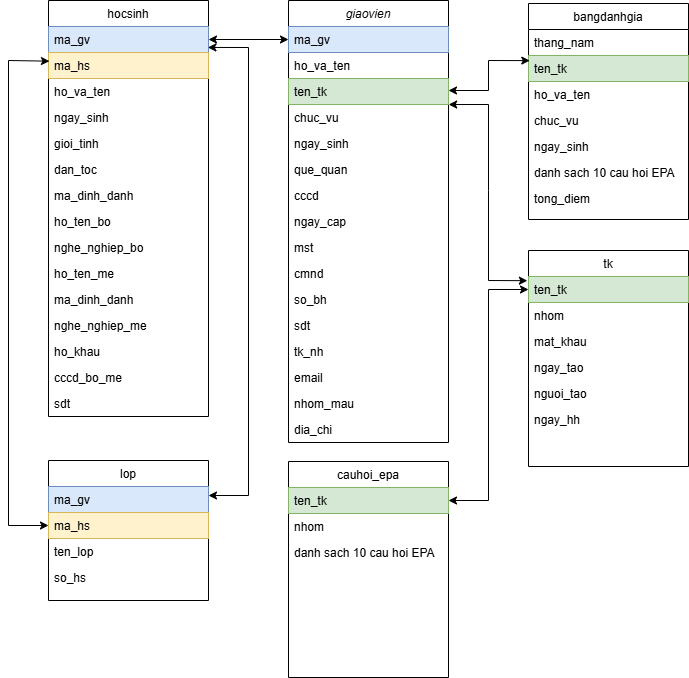 hocsinh
ma_gv
ma_hs
ho_va_ten
ngay_sinh
gioi_tinh
dan_toc
ma_dinh_danh
ho_ten_bo
nghe_nghiep_bo
ho_ten_me
ma_dinh_danh
nghe_nghiep_me
ho_khau
cccd_bo_me
sdt
giaovien
ma_gv
ho_va_ten
ten_tk
chuc_vu
ngay_sinh
que_quan
cccd
ngay_cap
mst
cmnd
so_bh
sdt
tk_nh
email
nhom_mau
dia_chi
bangdanhgia
thang_nam
ten_tk
ho_va_ten
chuc_vu
ngay_sinh
danh sach 10 cau hoi EPA
tong_diem
tk
ten_tk
nhom
mat_khau
ngay_tao
nguoi_tao
ngay_hh
lop
ma_gv
ma_hs
ten_lop
so_hs
cauhoi_epa
ten_tk
nhom
danh sach 10 cau hoi EPA